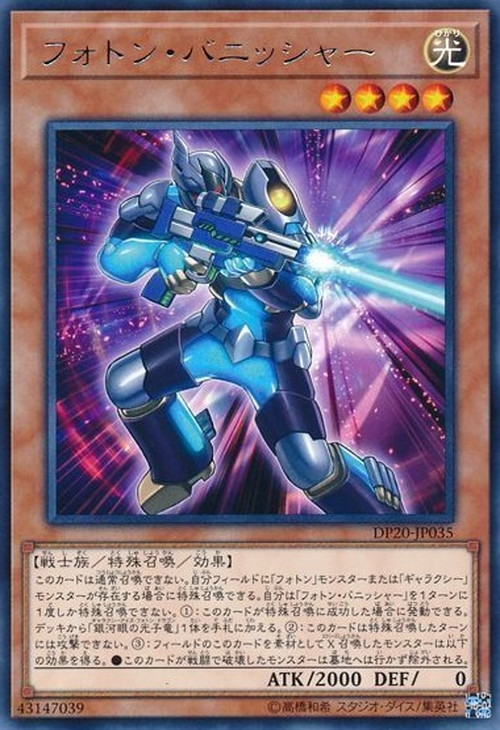 フォトン・バニッシャー
光
DP20-JP035
【戦士族／特殊召喚／効果】
このカードは通常召喚できない。自分フィールドに「フォトン」モンスターまたは「ギャラクシー」
モンスターが存在する場合に特殊召喚できる。自分は「フォトン・バニッシャー」を1ターンに
1度しか特殊召喚できない。①：このカードが特殊召喚に成功した場合に発動できる。
デッキから「銀河眼の光子竜」1体を手札に加える。②：このカードは特殊召喚したターン
には攻撃できない。③：フィールドのこのカードを素材としてX召喚したモンスターは以下
の効果を得る。●このカードが戦闘で破壊したモンスターは墓地へは行かず除外される。
ATK/2000 DEF/ 0
43147039 ©高橋和希 スタジオ・ダイス/集英社